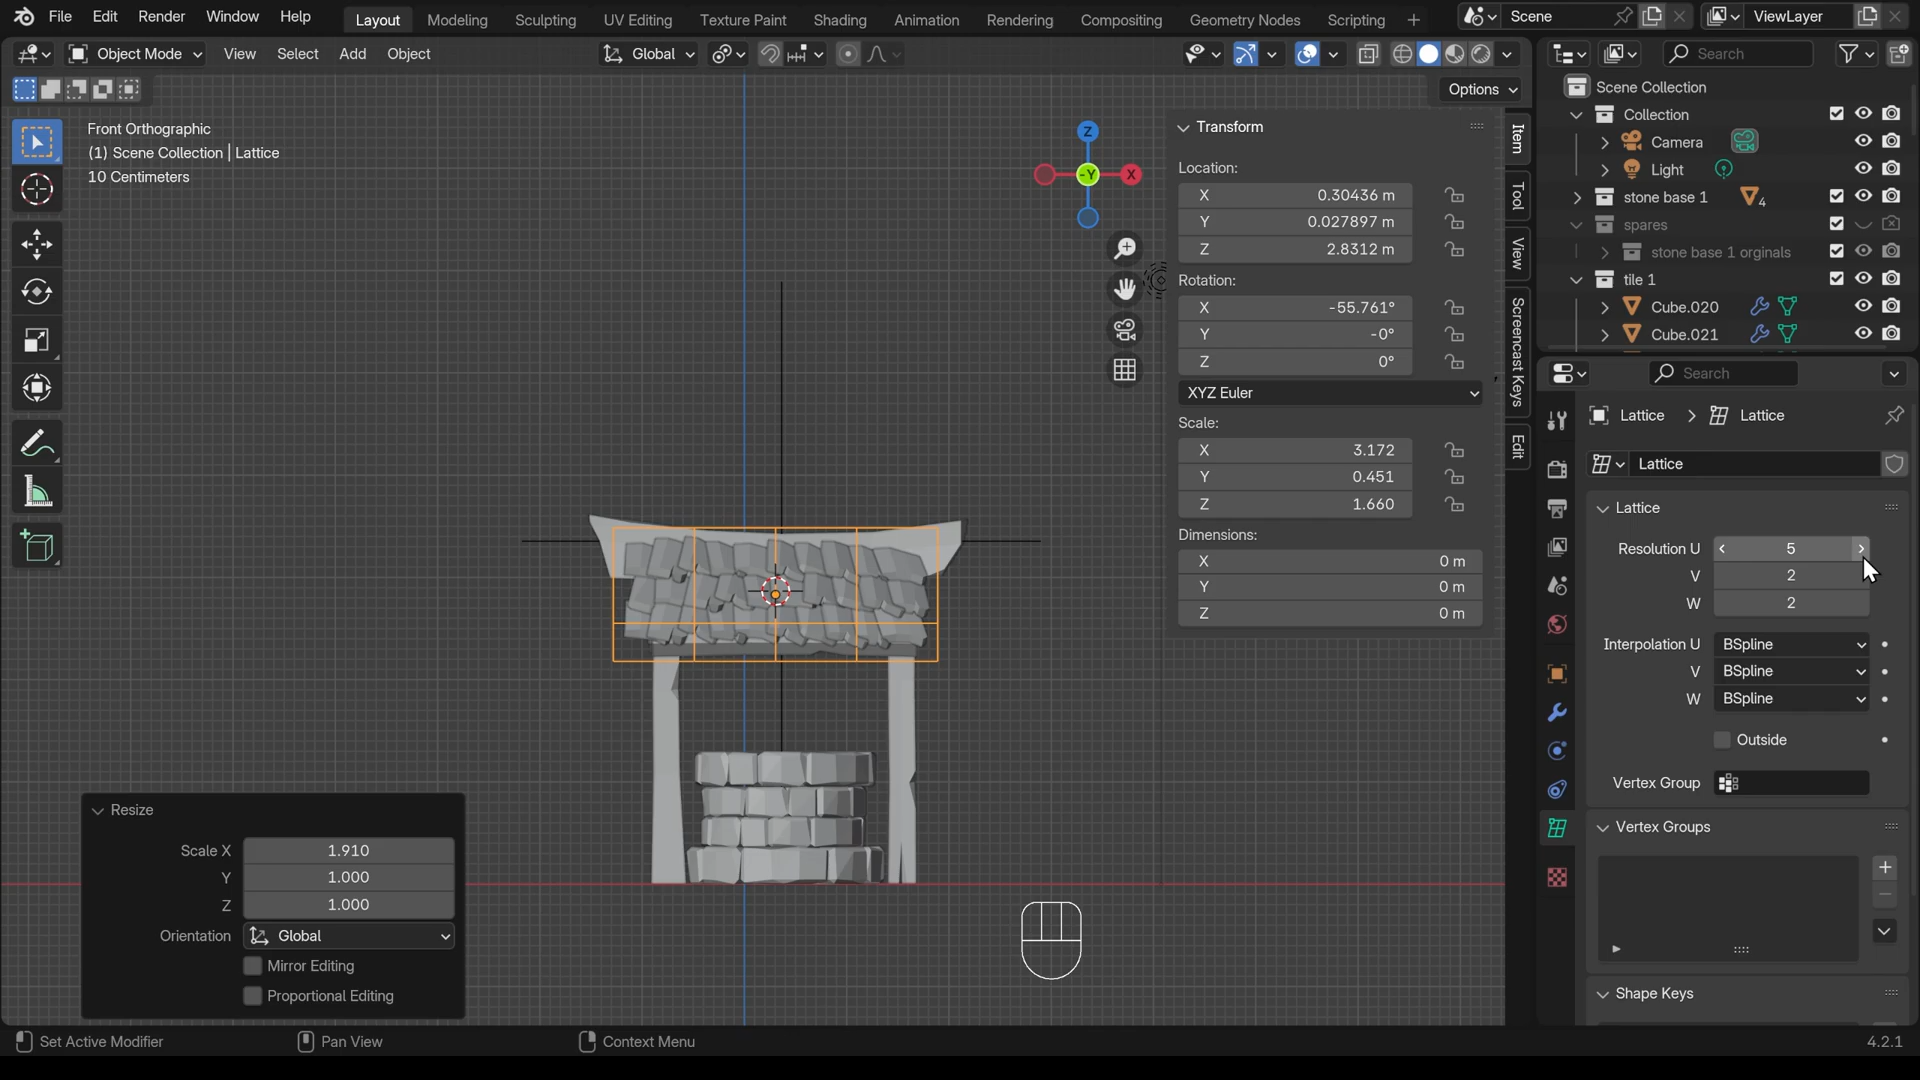 File Edit Render Window Help Layout Modeling Sculpting UV Editing Texture Paint Shading Animation Rendering Compositing Geometry Nodes Scripting + Scene ViewLayer
Object Mode View Select Add Object Global Search
Options
Front Orthographic
(1) Scene Collection | Lattice
10 Centimeters
Z
-Y
X
Transform
Location:
X 0.30436 m
Y 0.027897 m
Z 2.8312 m
Rotation:
X -55.761°
Y -0°
Z 0°
XYZ Euler
Scale:
X 3.172
Y 0.451
Z 1.660
Dimensions:
X 0 m
Y 0 m
Z 0 m
Item
Tool
View
Screencast Keys
Edit
Scene Collection
Collection
Camera
Light
stone base 1 4
spares
stone base 1 orginals
tile 1
Cube.020
Cube.021
Search
Lattice > Lattice
Lattice
Lattice
Resolution U 5
V 2
W 2
Interpolation U BSpline
V BSpline
W BSpline
Outside
Vertex Group
Vertex Groups
Shape Keys
Resize
Scale X 1.910
Y 1.000
Z 1.000
Orientation Global
Mirror Editing
Proportional Editing
Set Active Modifier Pan View Context Menu 4.2.1